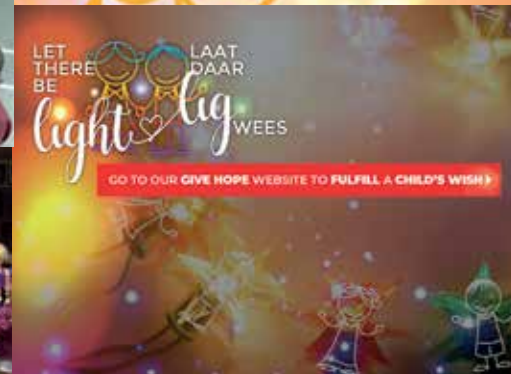 LET
THERE
BE
light
LAAT
DAAR
lig WEES
GO TO OUR GIVE HOPE WEBSITE TO FULFILL A CHILD'S WISH